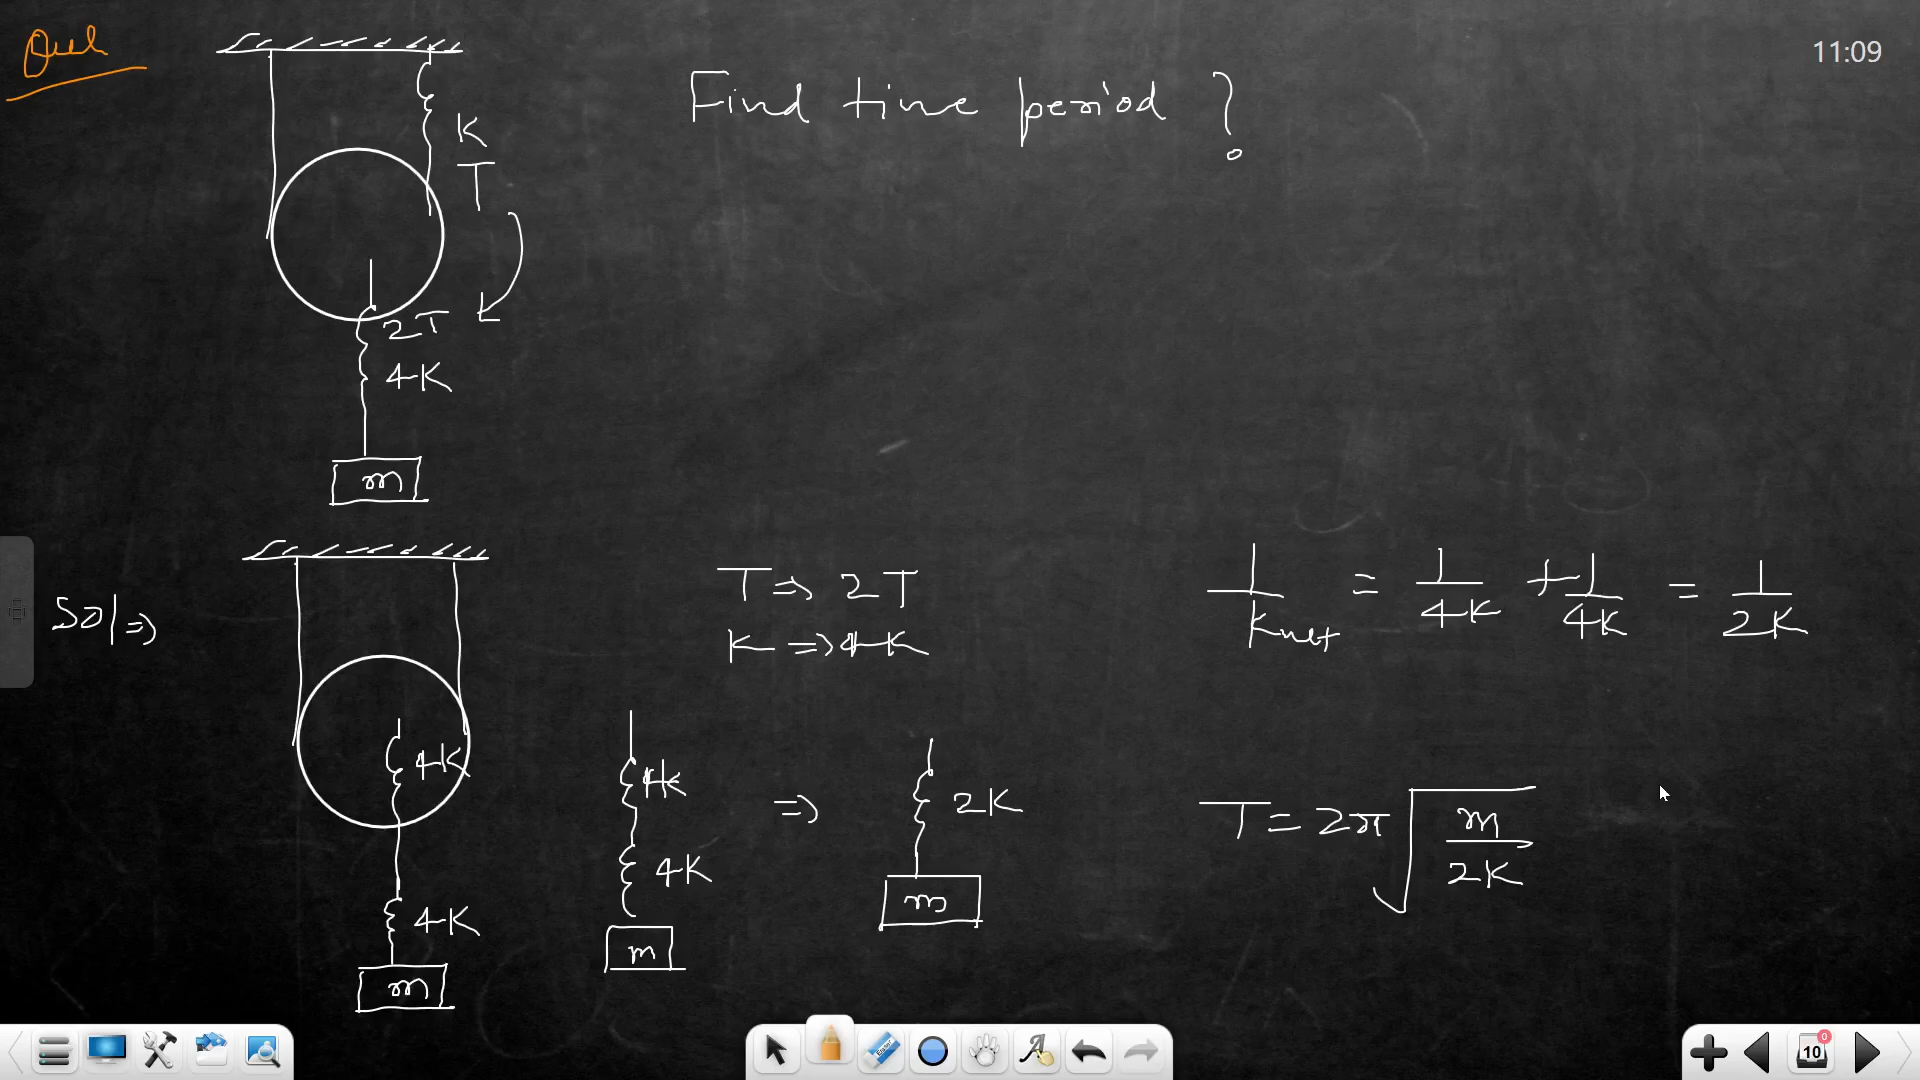 Que
11:09
Find time period ?
K
T
2T
4K
m
Sol⇒
T ⇒ 2T
K ⇒ 4K
1/Knet = 1/4K + 1/4K = 1/2K
4K
4K
m
4K
4K
m
⇒
2K
m
T = 2π√(m/2K)
10
0